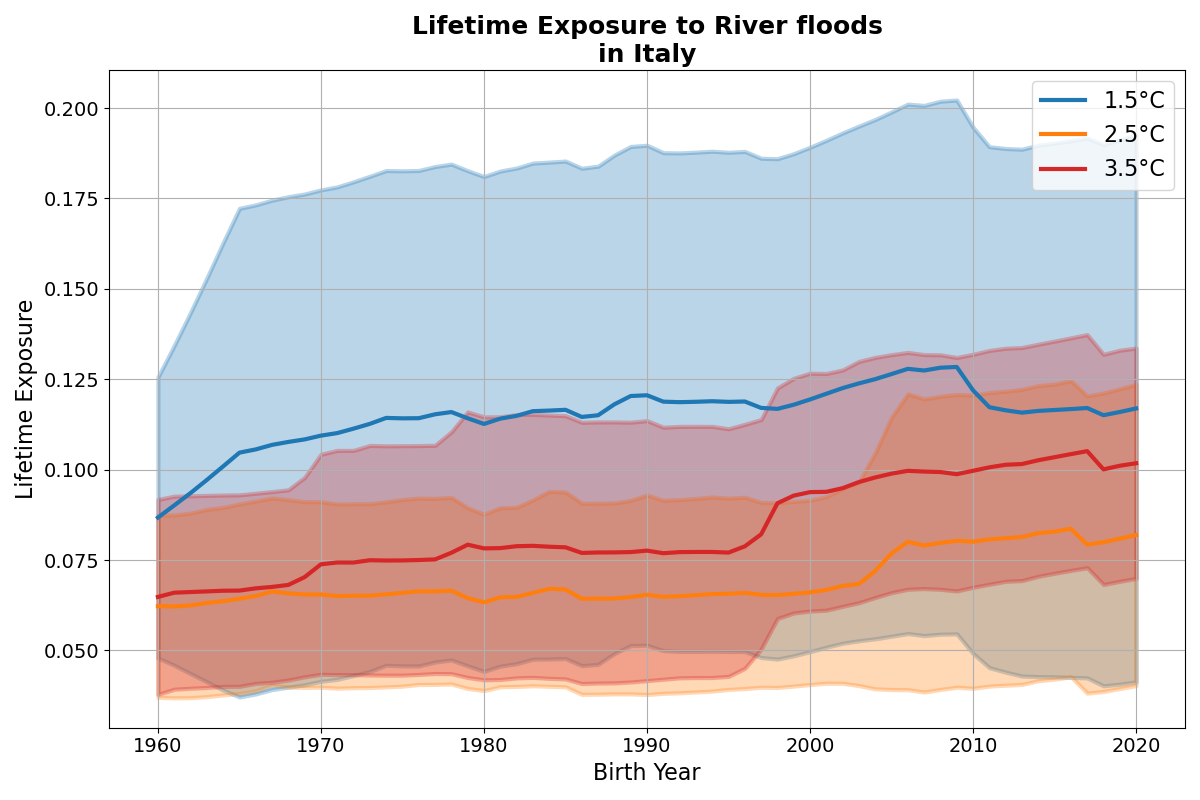 Lifetime Exposure to River floods
in Italy
0.200
0.175
0.150
0.125
0.100
0.075
0.050
Lifetime Exposure
1.5°C
2.5°C
3.5°C
1960 1970 1980 1990 2000 2010 2020
Birth Year